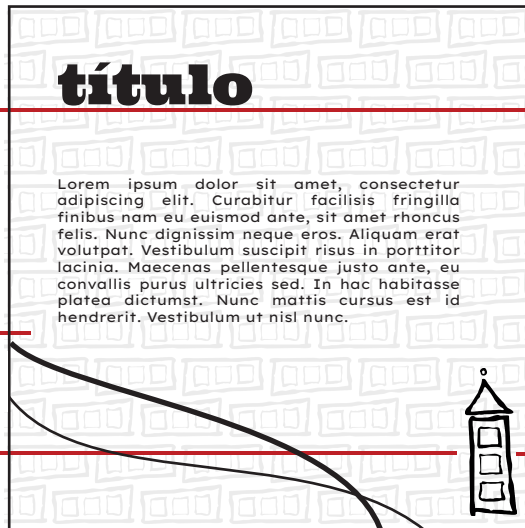 título
Lorem ipsum dolor sit amet, consectetur
adipiscing elit. Curabitur facilisis fringilla
finibus nam eu euismod ante, sit amet rhoncus
felis. Nunc dignissim neque eros. Aliquam erat
volutpat. Vestibulum suscipit risus in porttitor
lacinia. Maecenas pellentesque justo ante, eu
convallis purus ultricies sed. In hac habitasse
platea dictumst. Nunc mattis cursus est id
hendrerit. Vestibulum ut nisl nunc.